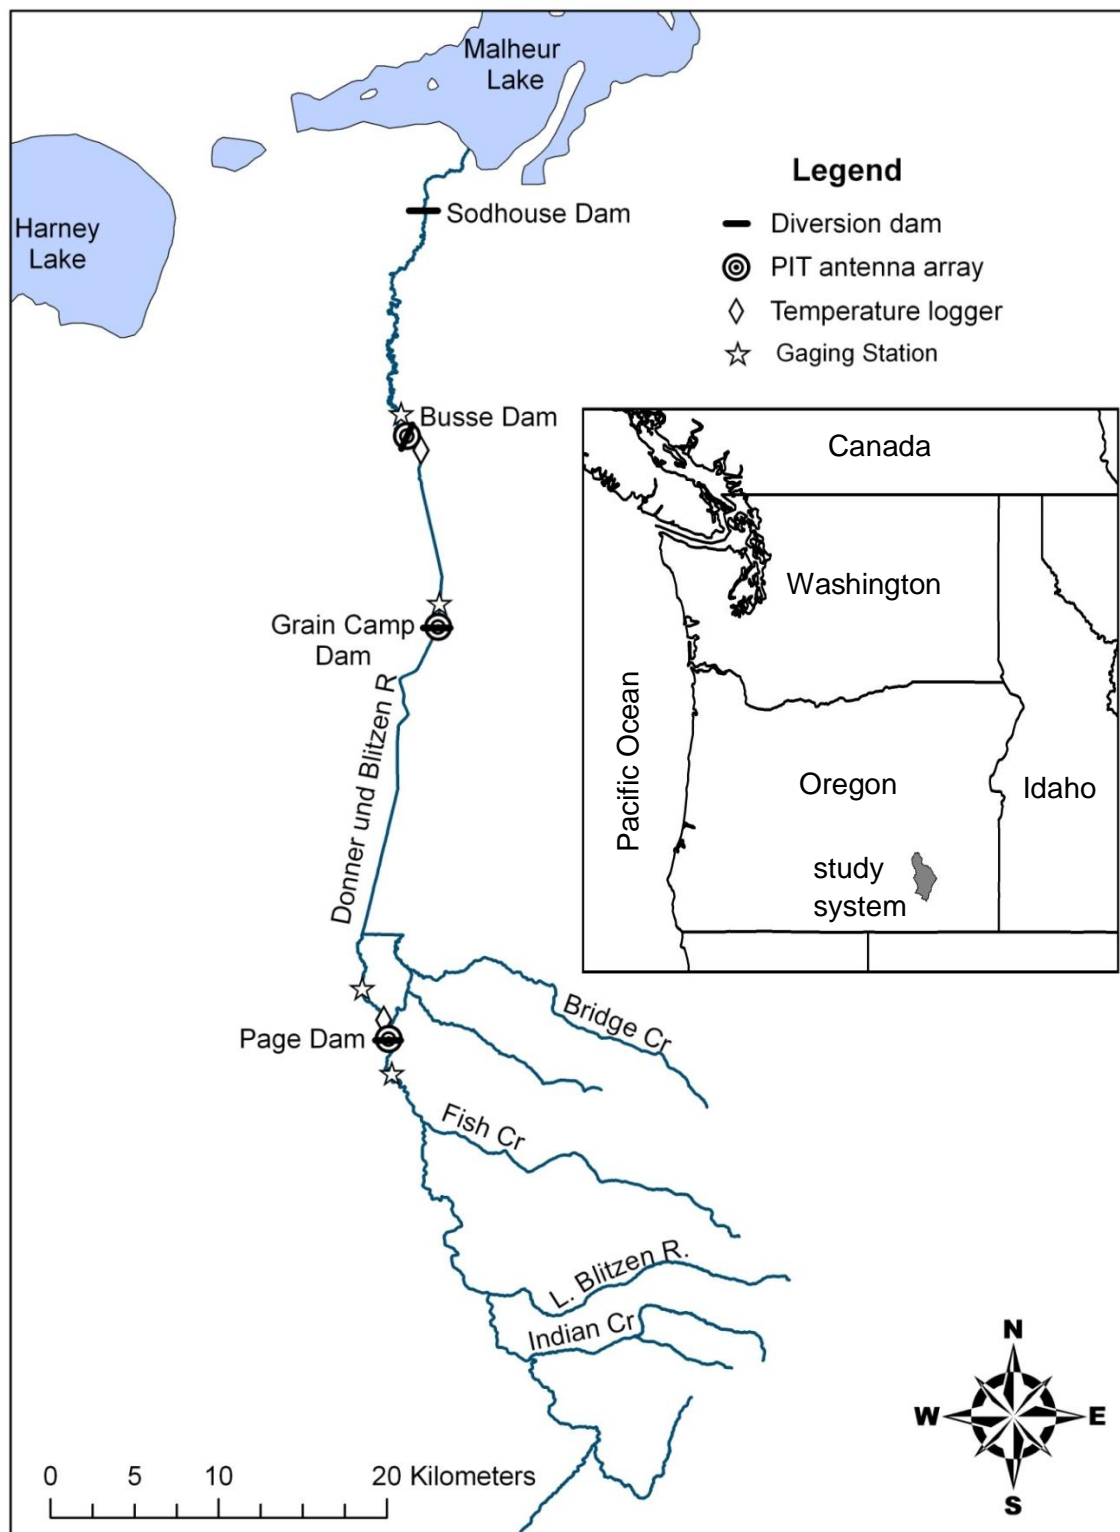 Malheur
Lake
Harney
Lake
Sodhouse Dam
Legend
Diversion dam
PIT antenna array
Temperature logger
Gaging Station
Busse Dam
Grain Camp
Dam
Donner und Blitzen R
Canada
Washington
Pacific Ocean
Oregon
Idaho
study
system
Page Dam
Bridge Cr
Fish Cr
L. Blitzen R.
Indian Cr
N
W
E
S
0 5 10 20 Kilometers